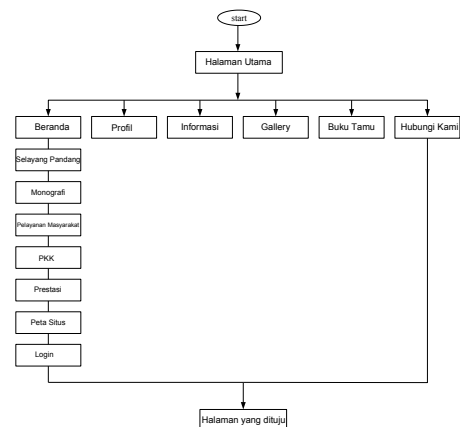 start
Halaman Utama
Beranda
Profil
Informasi
Gallery
Buku Tamu
Hubungi Kami
Selayang Pandang
Monografi
Pelayanan Masyarakat
PKK
Prestasi
Peta Situs
Login
Halaman yang dituju